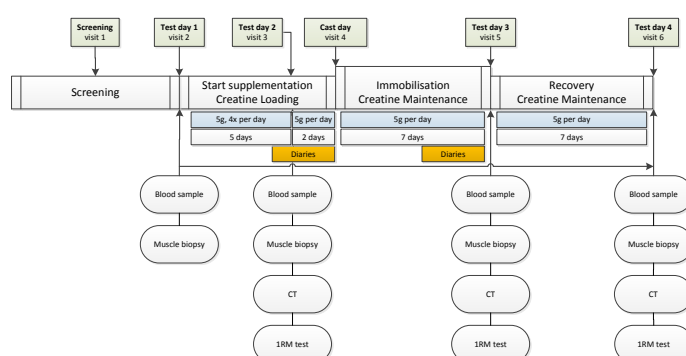 Screening
visit 1
Test day 1
visit 2
Test day 2
visit 3
Cast day
visit 4
Test day 3
visit 5
Test day 4
visit 6
Screening
Start supplementation
Creatine Loading
Immobilisation
Creatine Maintenance
Recovery
Creatine Maintenance
5g, 4x per day
5g per day
5g per day
5g per day
5 days
2 days
7 days
7 days
Diaries
Diaries
Blood sample
Blood sample
Blood sample
Blood sample
Muscle biopsy
Muscle biopsy
Muscle biopsy
Muscle biopsy
CT
CT
CT
1RM test
1RM test
1RM test